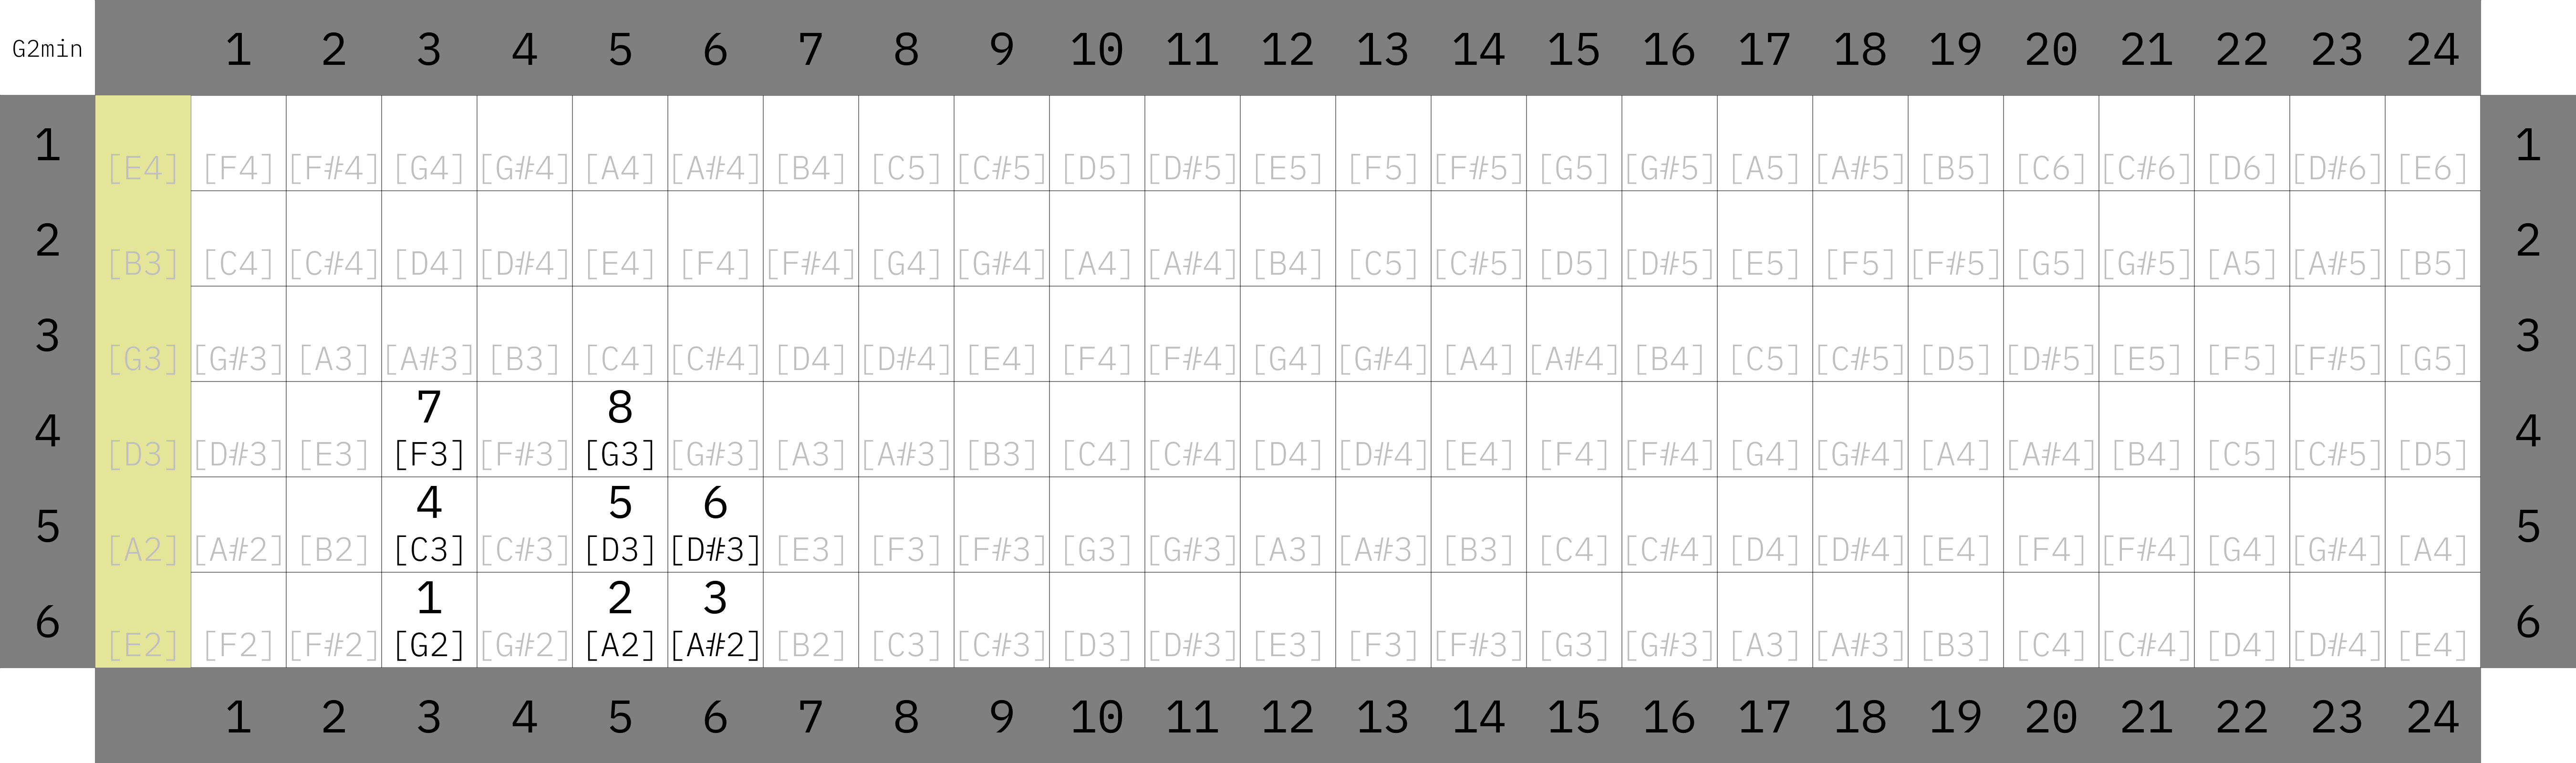 G2min 1 2 3 4 5 6 7 8 9 10 11 12 13 14 15 16 17 18 19 20 21 22 23 24
1 [E4] [F4] [F#4] [G4] [G#4] [A4] [A#4] [B4] [C5] [C#5] [D5] [D#5] [E5] [F5] [F#5] [G5] [G#5] [A5] [A#5] [B5] [C6] [C#6] [D6] [D#6] [E6] 1
2 [B3] [C4] [C#4] [D4] [D#4] [E4] [F4] [F#4] [G4] [G#4] [A4] [A#4] [B4] [C5] [C#5] [D5] [D#5] [E5] [F5] [F#5] [G5] [G#5] [A5] [A#5] [B5] 2
3 [G3] [G#3] [A3] [A#3] [B3] [C4] [C#4] [D4] [D#4] [E4] [F4] [F#4] [G4] [G#4] [A4] [A#4] [B4] [C5] [C#5] [D5] [D#5] [E5] [F5] [F#5] [G5] 3
7 8
4 [D3] [D#3] [E3] [F3] [F#3] [G3] [G#3] [A3] [A#3] [B3] [C4] [C#4] [D4] [D#4] [E4] [F4] [F#4] [G4] [G#4] [A4] [A#4] [B4] [C5] [C#5] [D5] 4
4 5 6
5 [A2] [A#2] [B2] [C3] [C#3] [D3] [D#3] [E3] [F3] [F#3] [G3] [G#3] [A3] [A#3] [B3] [C4] [C#4] [D4] [D#4] [E4] [F4] [F#4] [G4] [G#4] [A4] 5
1 2 3
6 [E2] [F2] [F#2] [G2] [G#2] [A2] [A#2] [B2] [C3] [C#3] [D3] [D#3] [E3] [F3] [F#3] [G3] [G#3] [A3] [A#3] [B3] [C4] [C#4] [D4] [D#4] [E4] 6
1 2 3 4 5 6 7 8 9 10 11 12 13 14 15 16 17 18 19 20 21 22 23 24